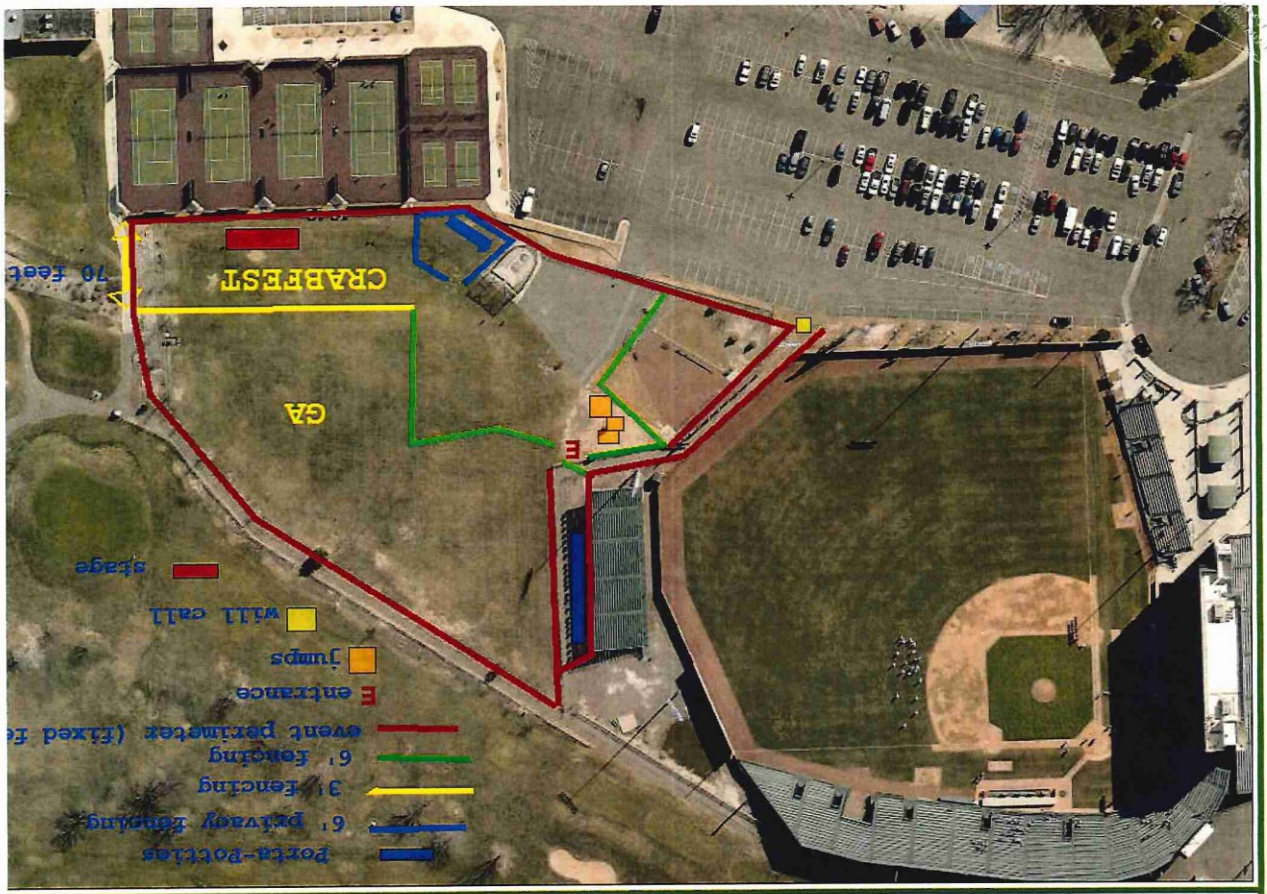 Porta-Potties
6' privacy fencing
3' fencing
6' fencing
event perimeter (fixed fe
E entrance
jumps
will call
stage
E
GA
CRABFEST
70 feet